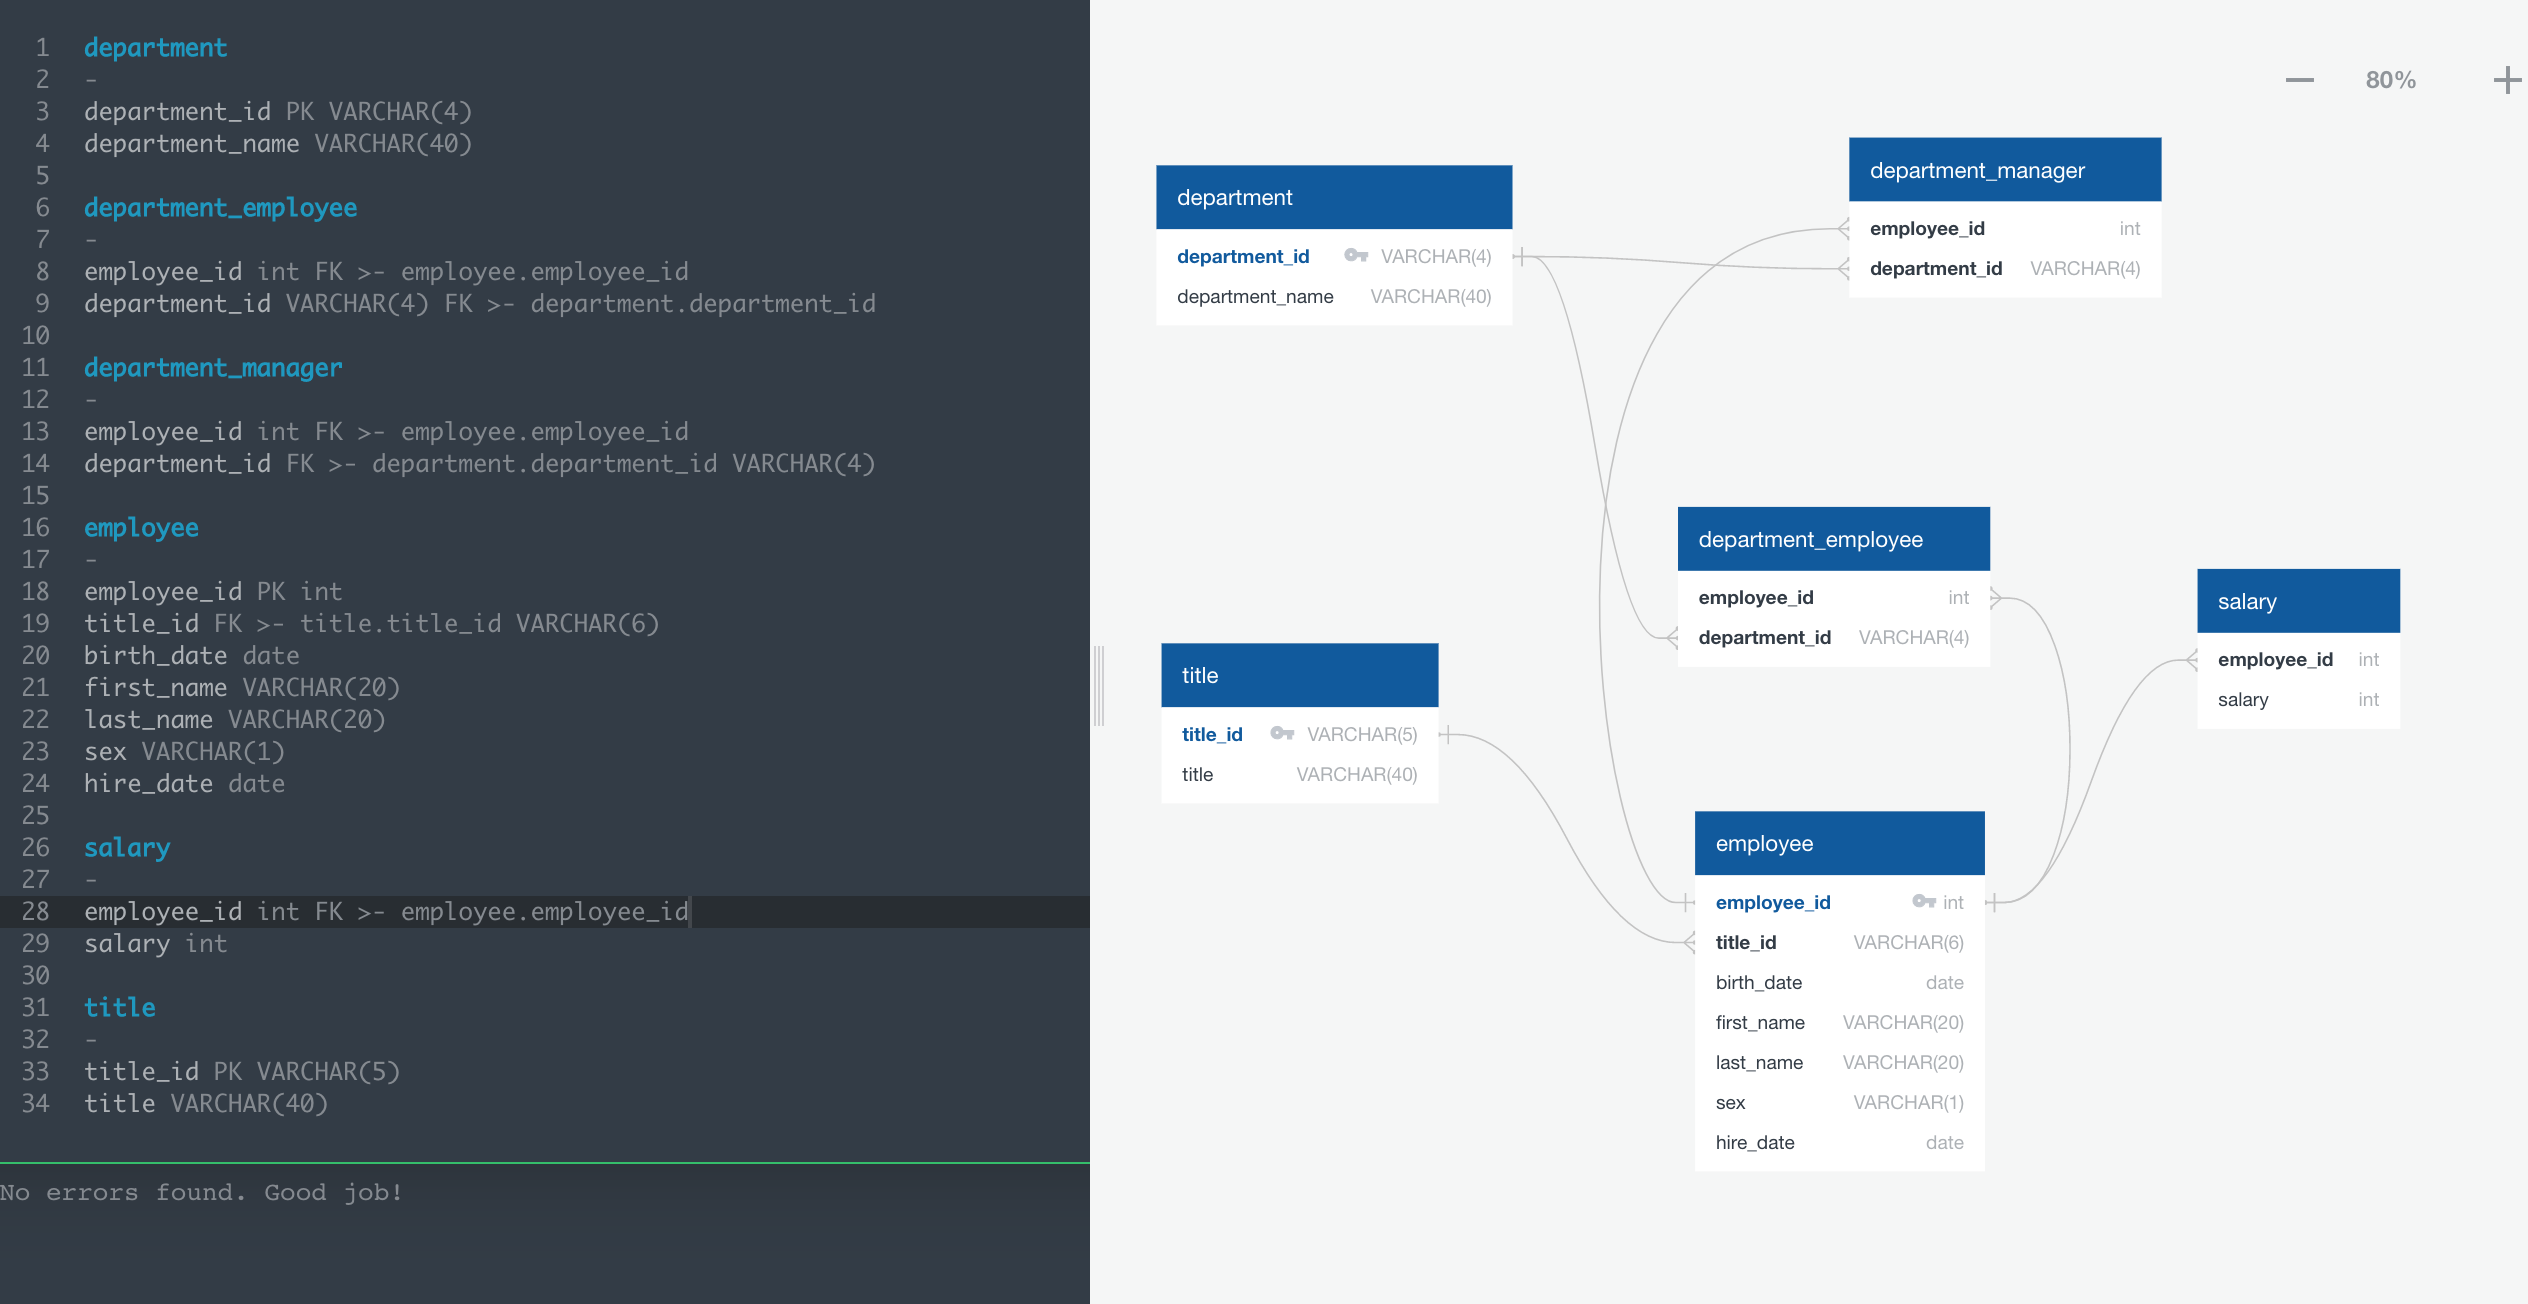 1 department
2 -
3 department_id PK VARCHAR(4)
4 department_name VARCHAR(40)
5
6 department_employee
7 -
8 employee_id int FK >- employee.employee_id
9 department_id VARCHAR(4) FK >- department.department_id
10
11 department_manager
12 -
13 employee_id int FK >- employee.employee_id
14 department_id FK >- department.department_id VARCHAR(4)
15
16 employee
17 -
18 employee_id PK int
19 title_id FK >- title.title_id VARCHAR(6)
20 birth_date date
21 first_name VARCHAR(20)
22 last_name VARCHAR(20)
23 sex VARCHAR(1)
24 hire_date date
25
26 salary
27 -
28 employee_id int FK >- employee.employee_id
29 salary int
30
31 title
32 -
33 title_id PK VARCHAR(5)
34 title VARCHAR(40)
No errors found. Good job!
80%
department
department_id VARCHAR(4)
department_name VARCHAR(40)
department_manager
employee_id int
department_id VARCHAR(4)
department_employee
employee_id int
department_id VARCHAR(4)
salary
employee_id int
salary int
title
title_id VARCHAR(5)
title VARCHAR(40)
employee
employee_id int
title_id VARCHAR(6)
birth_date date
first_name VARCHAR(20)
last_name VARCHAR(20)
sex VARCHAR(1)
hire_date date